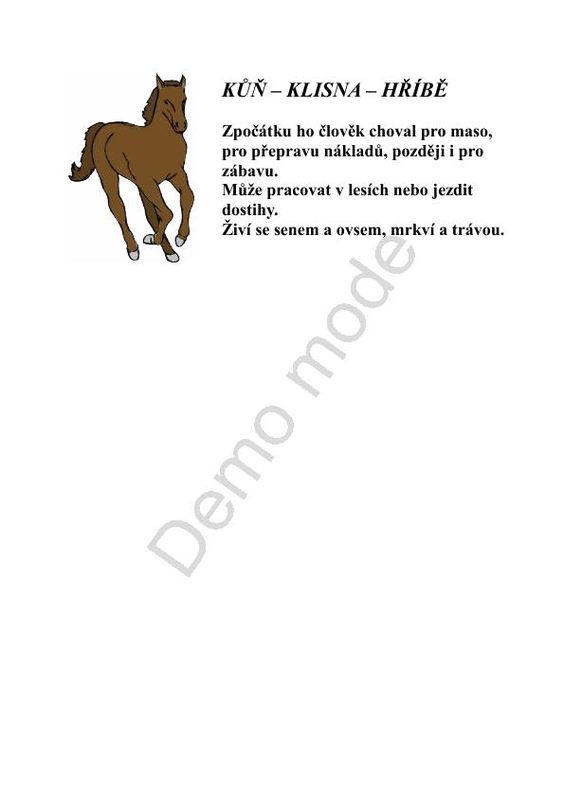 KŮŇ – KLISNA – HŘÍBĚ
Zpočátku ho člověk choval pro maso,
pro přepravu nákladů, později i pro
zábavu.
Může pracovat v lesích nebo jezdit
dostihy.
Živí se senem a ovsem, mrkví a trávou.
Demo mode